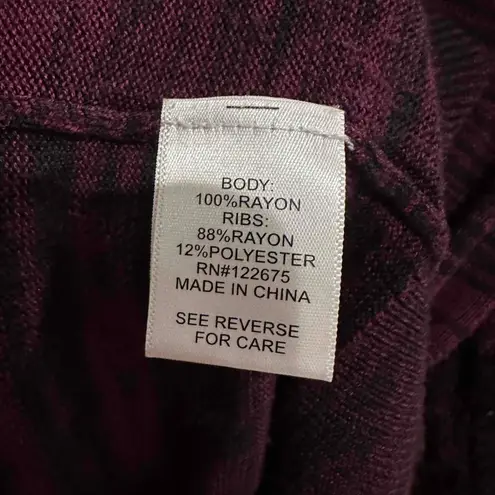 BODY:
100%RAYON
RIBS:
88%RAYON
12%POLYESTER
RN#122675
MADE IN CHINA
SEE REVERSE
FOR CARE